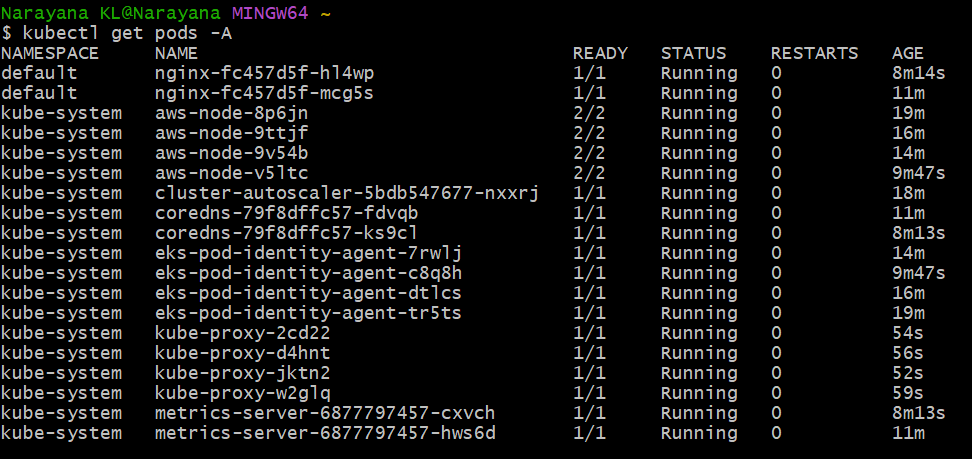 Narayana KL@Narayana MINGW64 ~
$ kubectl get pods -A
NAMESPACE NAME READY STATUS RESTARTS AGE
default nginx-fc457d5f-hl4wp 1/1 Running 0 8m14s
default nginx-fc457d5f-mcg5s 1/1 Running 0 11m
kube-system aws-node-8p6jn 2/2 Running 0 19m
kube-system aws-node-9ttjf 2/2 Running 0 16m
kube-system aws-node-9v54b 2/2 Running 0 14m
kube-system aws-node-v5ltc 2/2 Running 0 9m47s
kube-system cluster-autoscaler-5bdb547677-nxxrj 1/1 Running 0 18m
kube-system coredns-79f8dffc57-fdvqb 1/1 Running 0 11m
kube-system coredns-79f8dffc57-ks9cl 1/1 Running 0 8m13s
kube-system eks-pod-identity-agent-7rwlj 1/1 Running 0 14m
kube-system eks-pod-identity-agent-c8q8h 1/1 Running 0 9m47s
kube-system eks-pod-identity-agent-dtlcs 1/1 Running 0 16m
kube-system eks-pod-identity-agent-tr5ts 1/1 Running 0 19m
kube-system kube-proxy-2cd22 1/1 Running 0 54s
kube-system kube-proxy-d4hnt 1/1 Running 0 56s
kube-system kube-proxy-jktn2 1/1 Running 0 52s
kube-system kube-proxy-w2glq 1/1 Running 0 59s
kube-system metrics-server-6877797457-cxvch 1/1 Running 0 8m13s
kube-system metrics-server-6877797457-hws6d 1/1 Running 0 11m